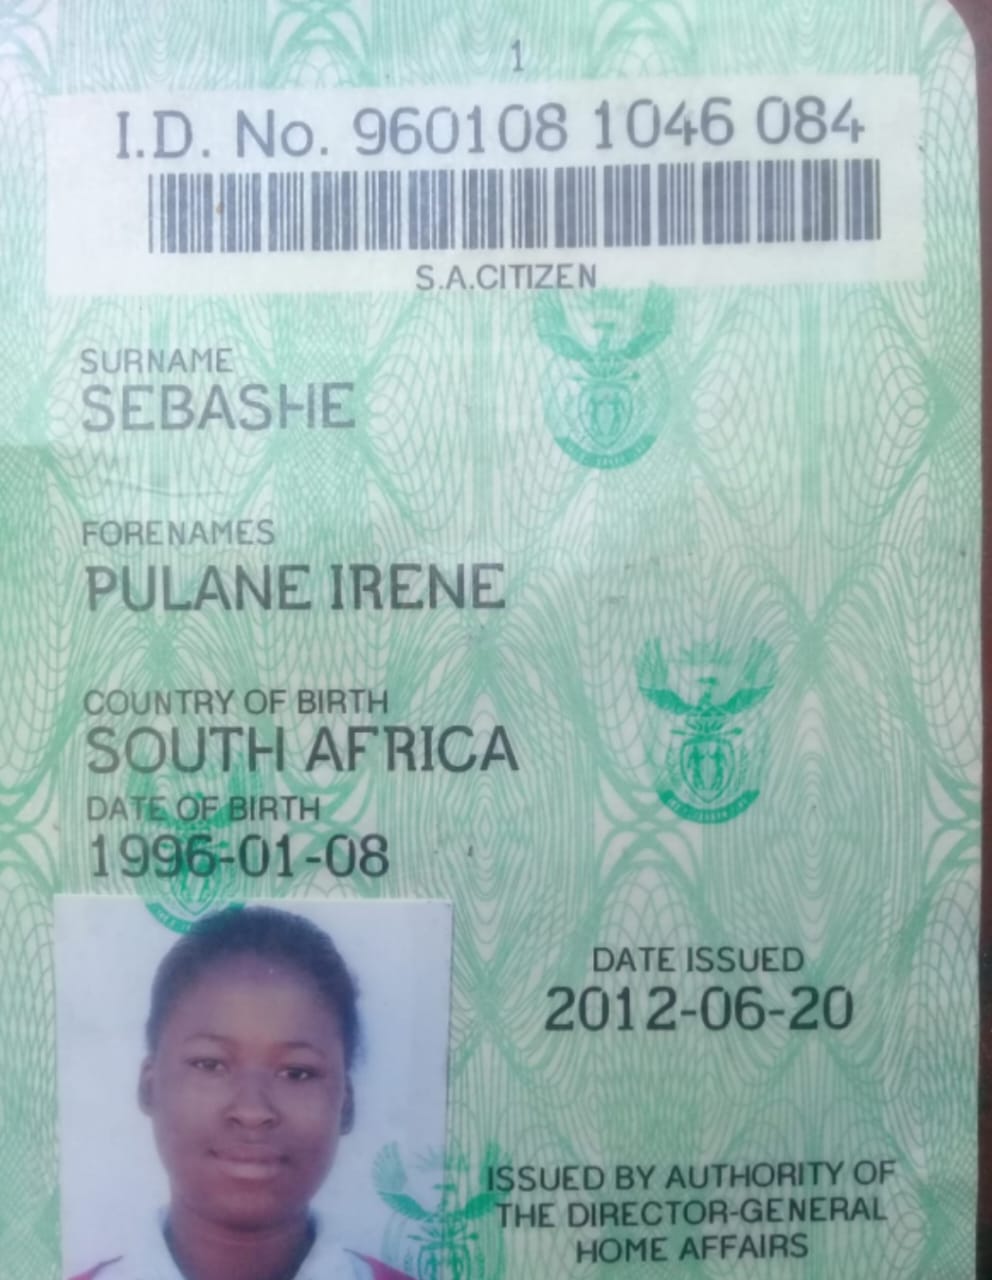 1
I.D. No. 960108 1046 084
S.A.CITIZEN
SURNAME
SEBASHE
FORENAMES
PULANE IRENE
COUNTRY OF BIRTH
SOUTH AFRICA
DATE OF BIRTH
1996-01-08
DATE ISSUED
2012-06-20
ISSUED BY AUTHORITY OF
THE DIRECTOR-GENERAL
HOME AFFAIRS